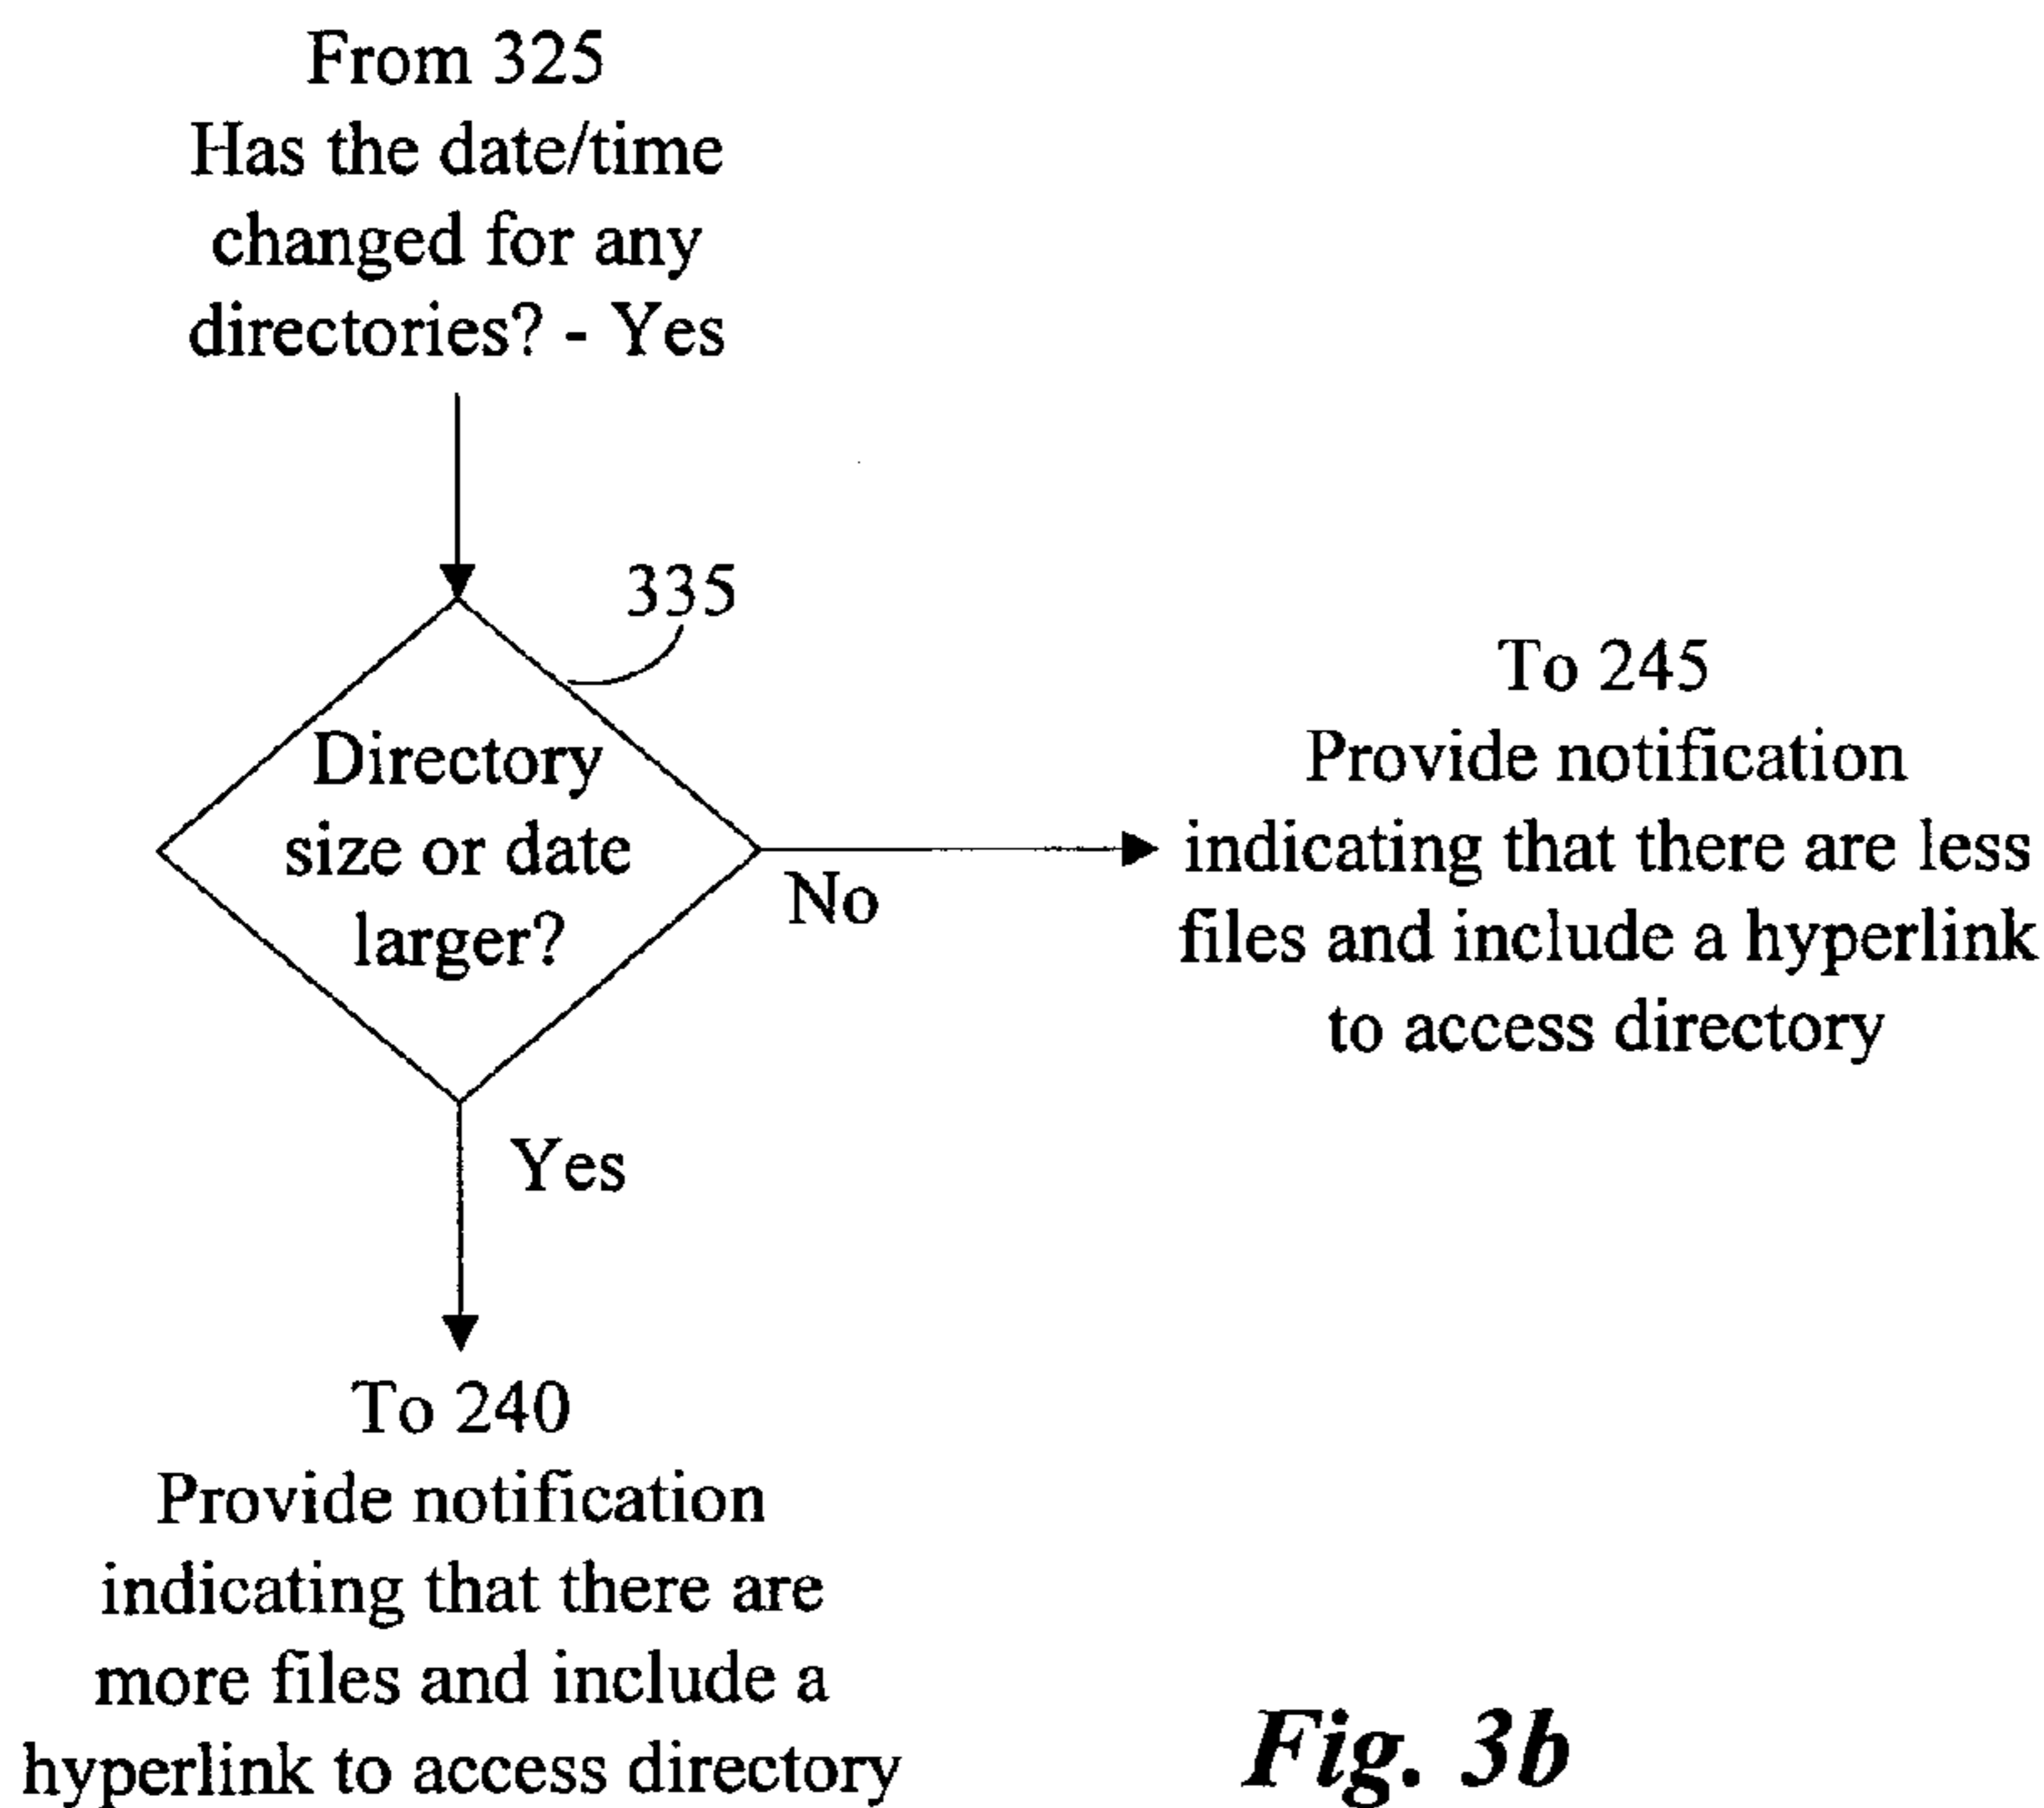 From 325
Has the date/time
changed for any
directories? - Yes
335
Directory
size or date
larger?
No
To 245
Provide notification
indicating that there are less
files and include a hyperlink
to access directory
Yes
To 240
Provide notification
indicating that there are
more files and include a
hyperlink to access directory
Fig. 3b